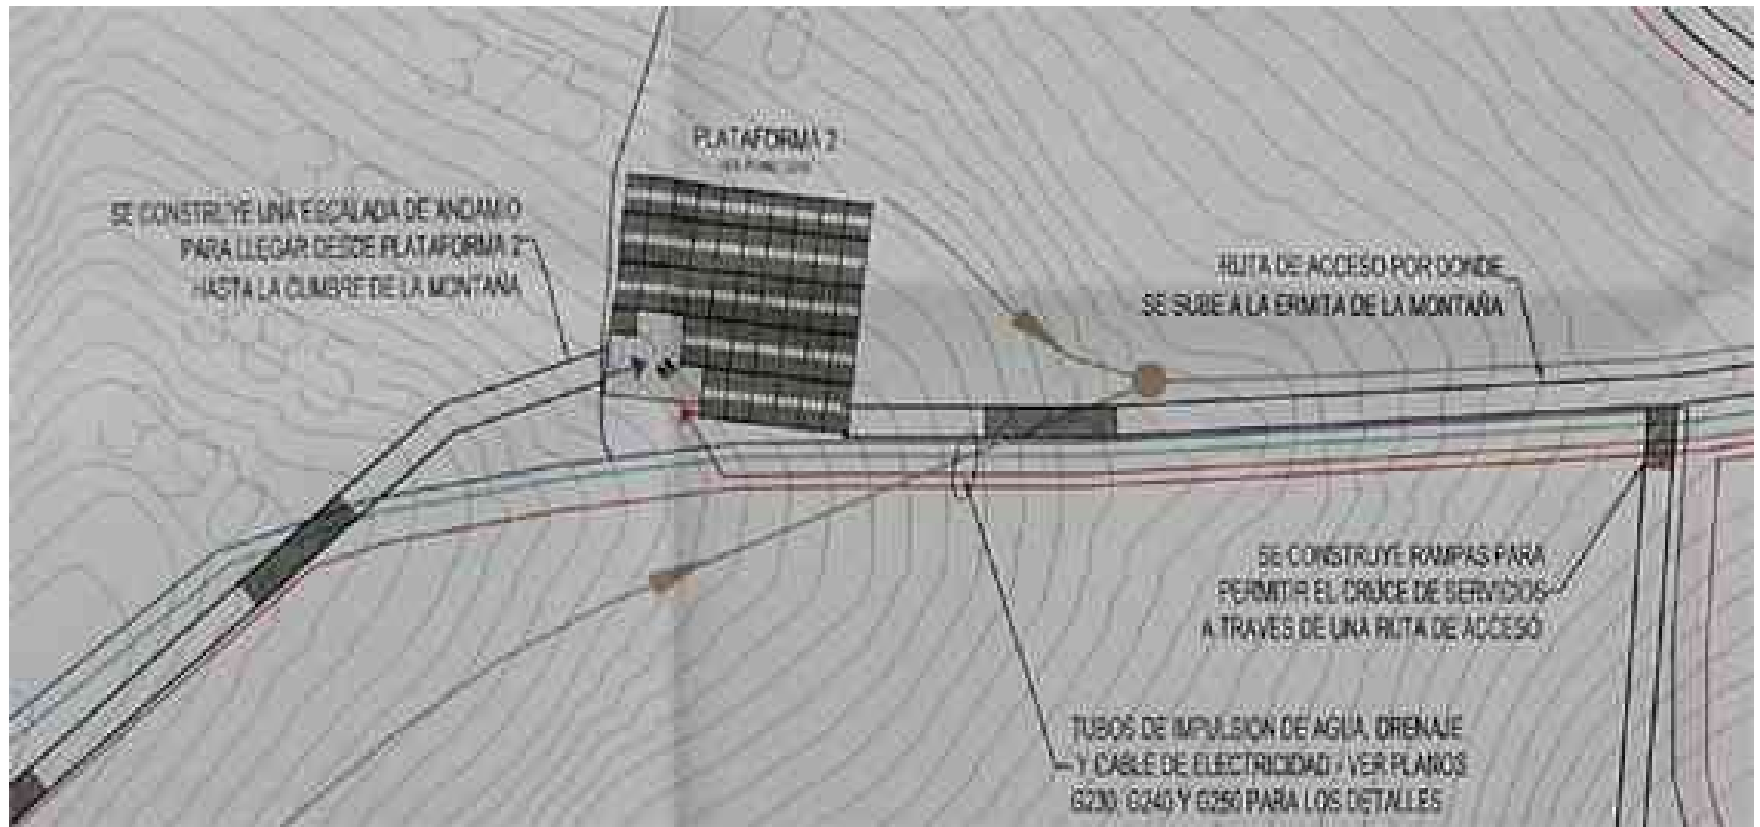 PLATAFORMA 2
SE CONSTRUYE UNA ESCALADA DE ANDAMIO
PARA LLEGAR DESDE PLATAFORMA 2
HASTA LA CUMBRE DE LA MONTAÑA
RUTA DE ACCESO POR DONDE
SE SUBE A LA ERMITA DE LA MONTAÑA
SE CONSTRUYE RAMPAS PARA
PERMITIR EL CRUCE DE SERVICIOS
A TRAVES DE UNA RUTA DE ACCESO
TUBOS DE IMPULSION DE AGUA, DRENAJE
Y CABLE DE ELECTRICIDAD - VER PLANOS
G230, G240 Y G250 PARA LOS DETALLES